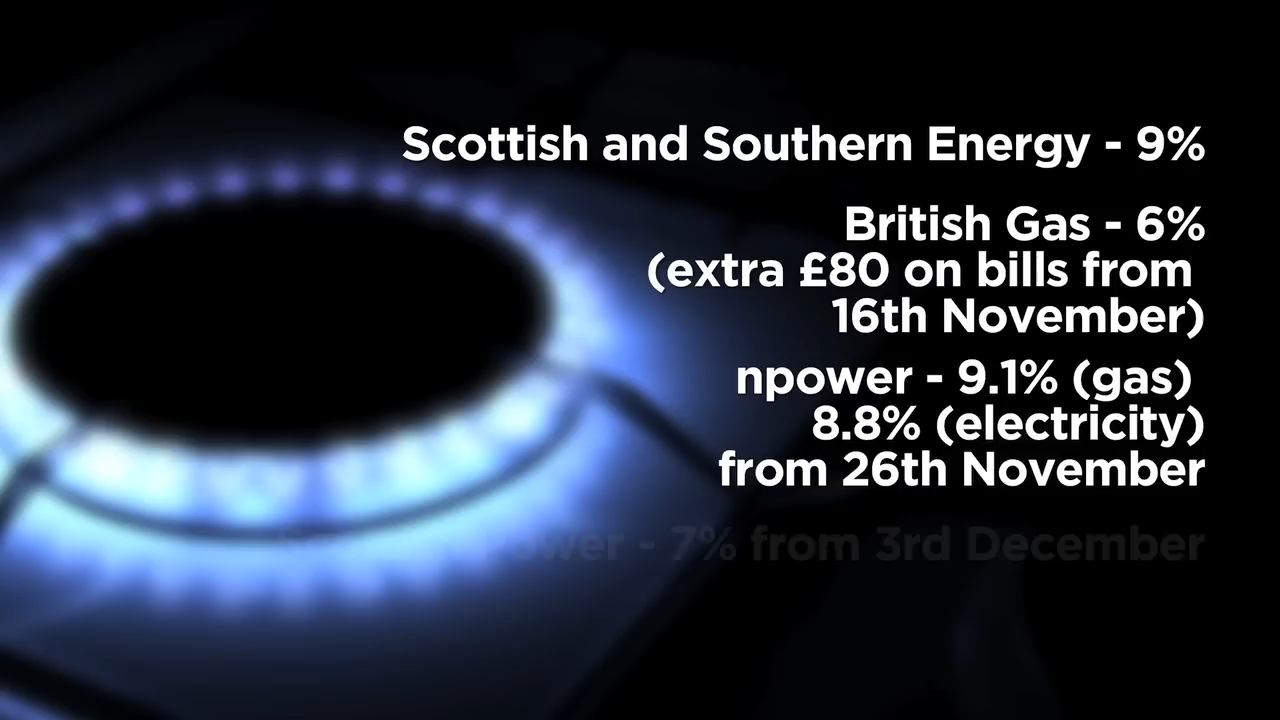 Scottish and Southern Energy - 9%
British Gas - 6%
(extra £80 on bills from
16th November)
npower - 9.1% (gas)
8.8% (electricity)
from 26th November
Power - 7% from 3rd December